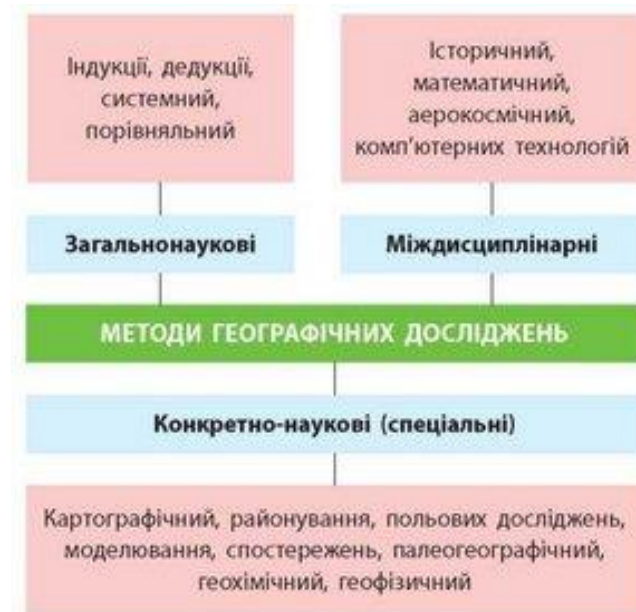 Індукції, дедукції,
системний,
порівняльний
Історичний,
математичний,
аерокосмічний,
комп'ютерних технологій
Загальнонаукові
Міждисциплінарні
МЕТОДИ ГЕОГРАФІЧНИХ ДОСЛІДЖЕНЬ
Конкретно-наукові (спеціальні)
Картографічний, районування, польових досліджень,
моделювання, спостережень, палеогеографічний,
геохімічний, геофізичний